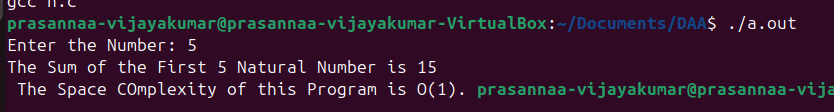 gcc n.c
prasannaa-vijayakumar@prasannaa-vijayakumar-VirtualBox:~/Documents/DAA$ ./a.out
Enter the Number: 5
The Sum of the First 5 Natural Number is 15
 The Space COmplexity of this Program is O(1). prasannaa-vijayakumar@prasannaa-vija